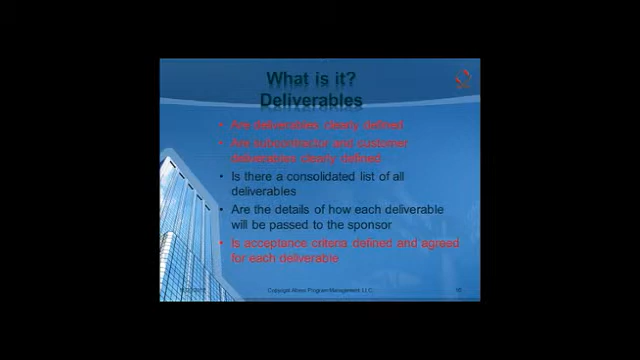 What is it?
Deliverables
• Are deliverables clearly defined
• Are subcontractor and customer
deliverables clearly defined
• Is there a consolidated list of all
deliverables
• Are the details of how each deliverable
will be passed to the sponsor
• Is acceptance criteria defined and agreed
for each deliverable
Program Management LLC